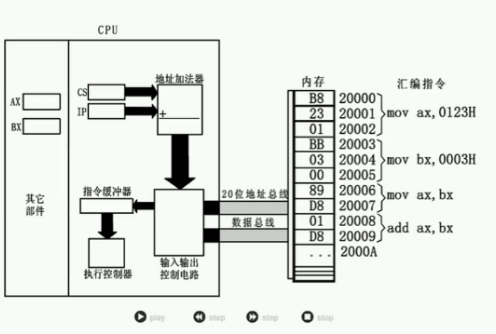 CPU
AX
BX
其它
部件
CS
IP
地址加法器
+
指令缓冲器
执行控制器
输入输出
控制电路
20位地址总线
数据总线
内存
汇编指令
B8 20000
23 20001 mov ax,0123H
01 20002
BB 20003
03 20004 mov bx,0003H
00 20005
89 20006 mov ax,bx
D8 20007
01 20008 add ax,bx
D8 20009
... 2000A
play step step stop